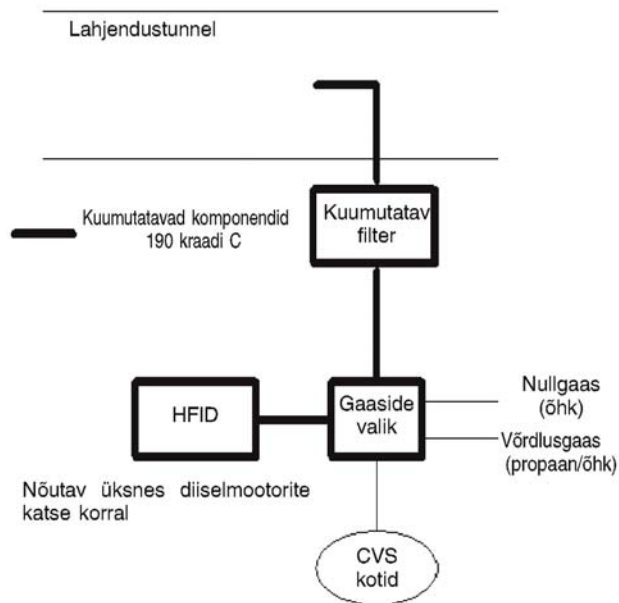 Lahjendustunnel
Kuumutatavad komponendid
190 kraadi C
Kuumutatav
filter
HFID
Gaaside
valik
Nullgaas
(õhk)
Võrdlusgaas
(propaan/õhk)
Nõutav üksnes diiselmootorite
katse korral
CVS
kotid